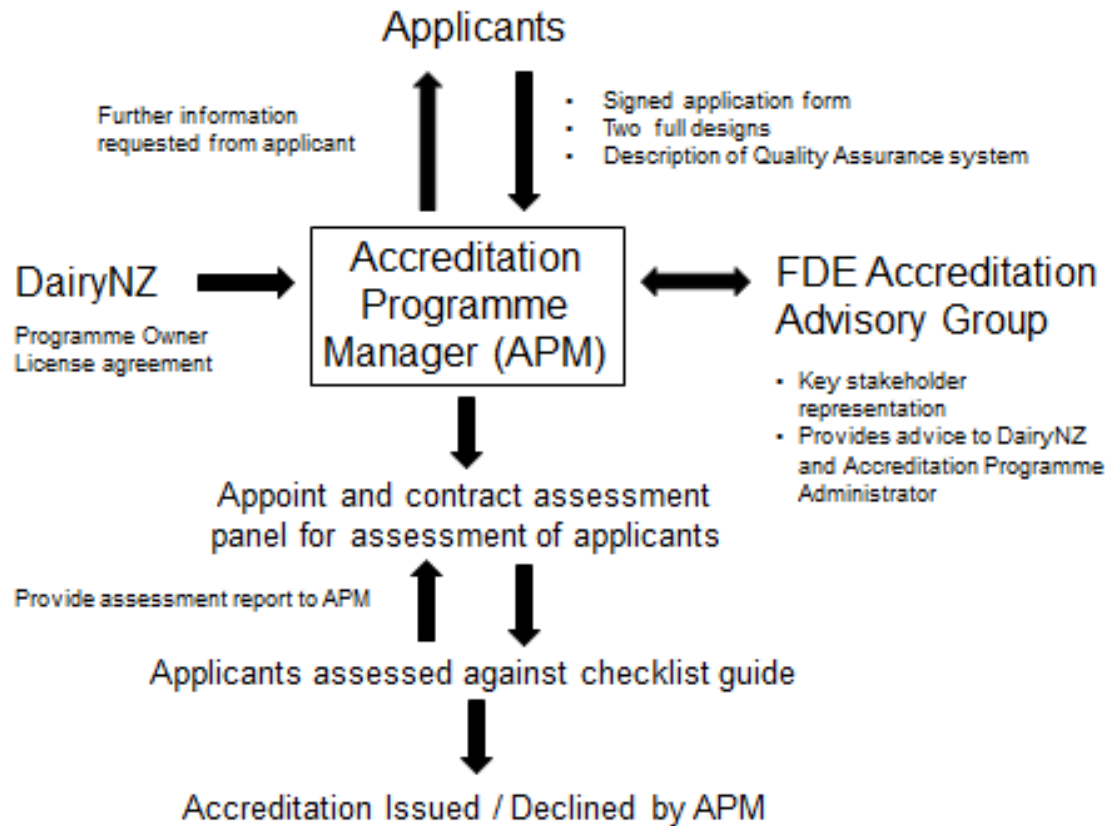 Applicants
Further information
requested from applicant
• Signed application form
• Two full designs
• Description of Quality Assurance system
DairyNZ
Programme Owner
License agreement
Accreditation
Programme
Manager (APM)
FDE Accreditation
Advisory Group
• Key stakeholder
representation
• Provides advice to DairyNZ
and Accreditation Programme
Administrator
Appoint and contract assessment
panel for assessment of applicants
Provide assessment report to APM
Applicants assessed against checklist guide
Accreditation Issued / Declined by APM